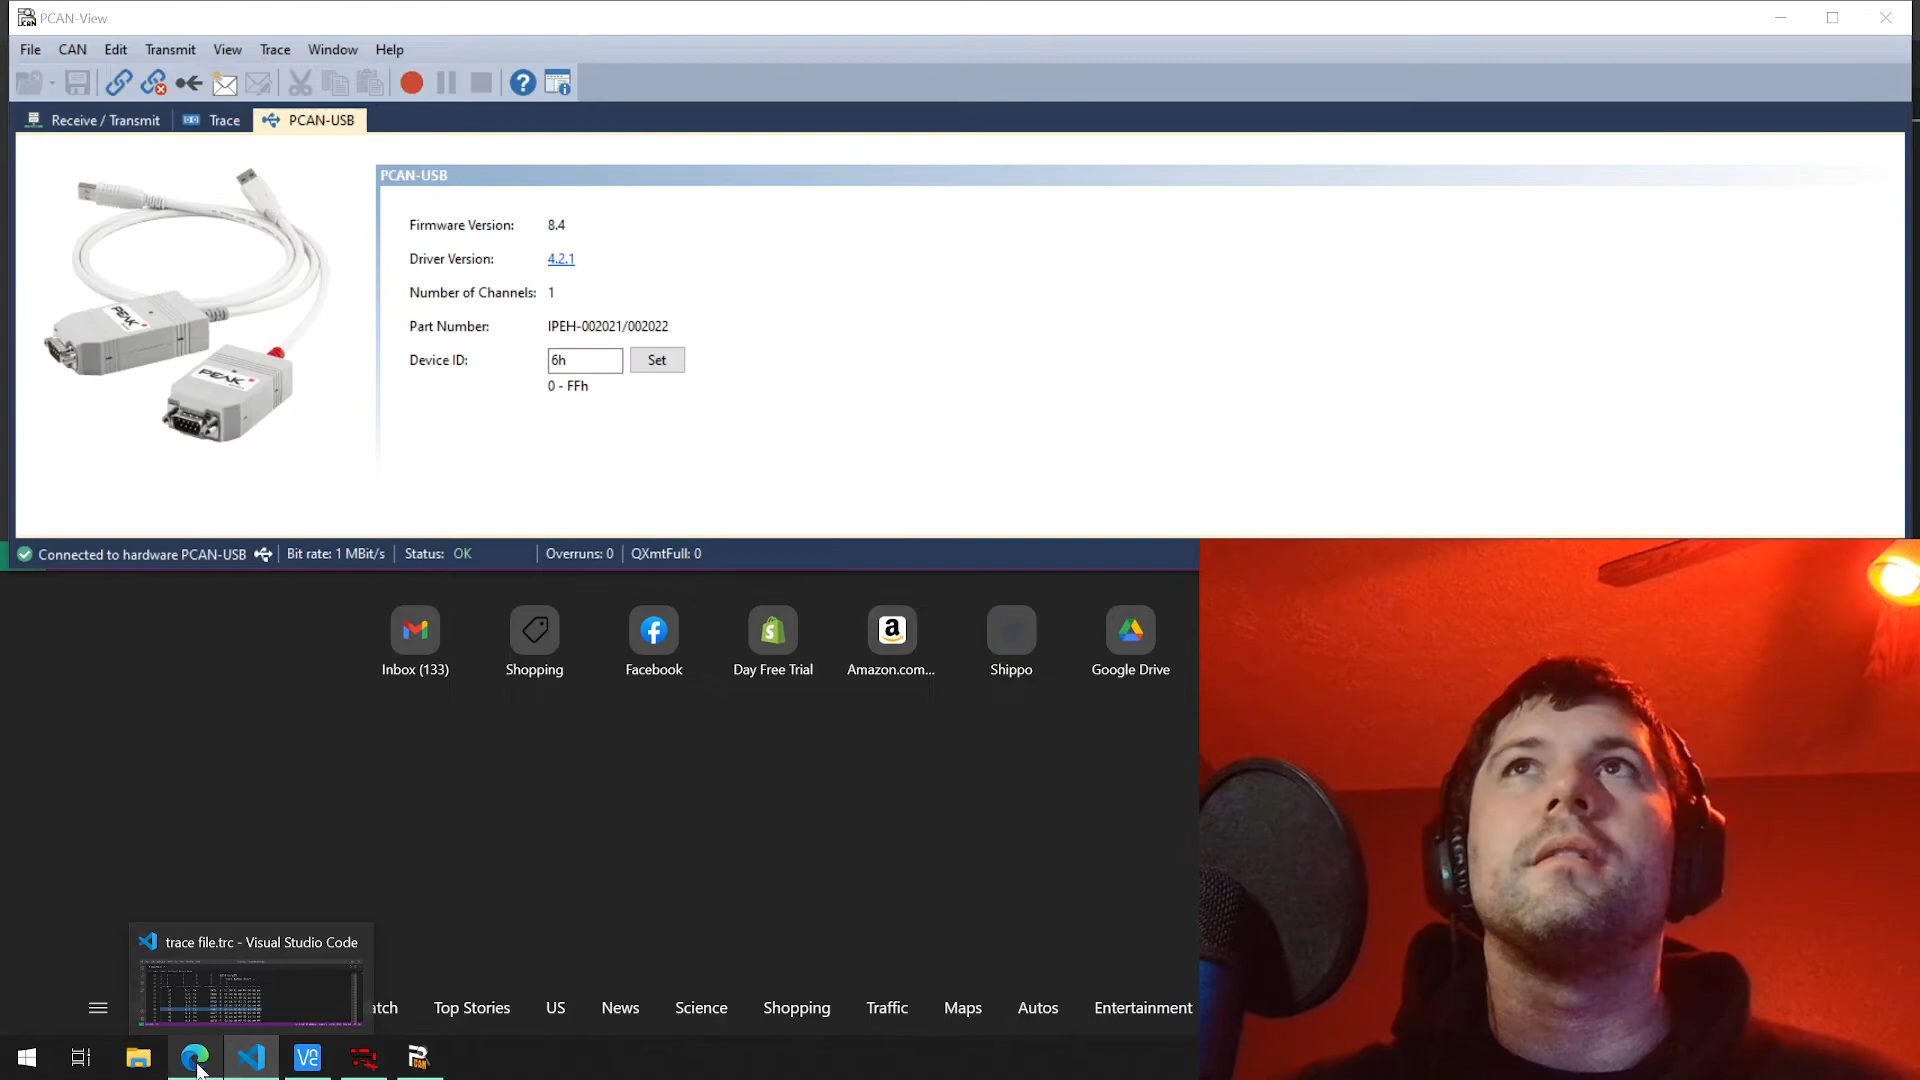 PCAN-View
File CAN Edit Transmit View Trace Window Help
Receive / Transmit Trace PCAN-USB
PCAN-USB
Firmware Version: 8.4
Driver Version: 4.2.1
Number of Channels: 1
Part Number: IPEH-002021/002022
Device ID: 6h Set
0 - FFh
PEAK
PEAK
Connected to hardware PCAN-USB Bit rate: 1 MBit/s Status: OK Overruns: 0 QXmtFull: 0
Inbox (133) Shopping Facebook Day Free Trial Amazon.com... Shippo Google Drive
trace file.trc - Visual Studio Code
atch Top Stories US News Science Shopping Traffic Maps Autos Entertainment